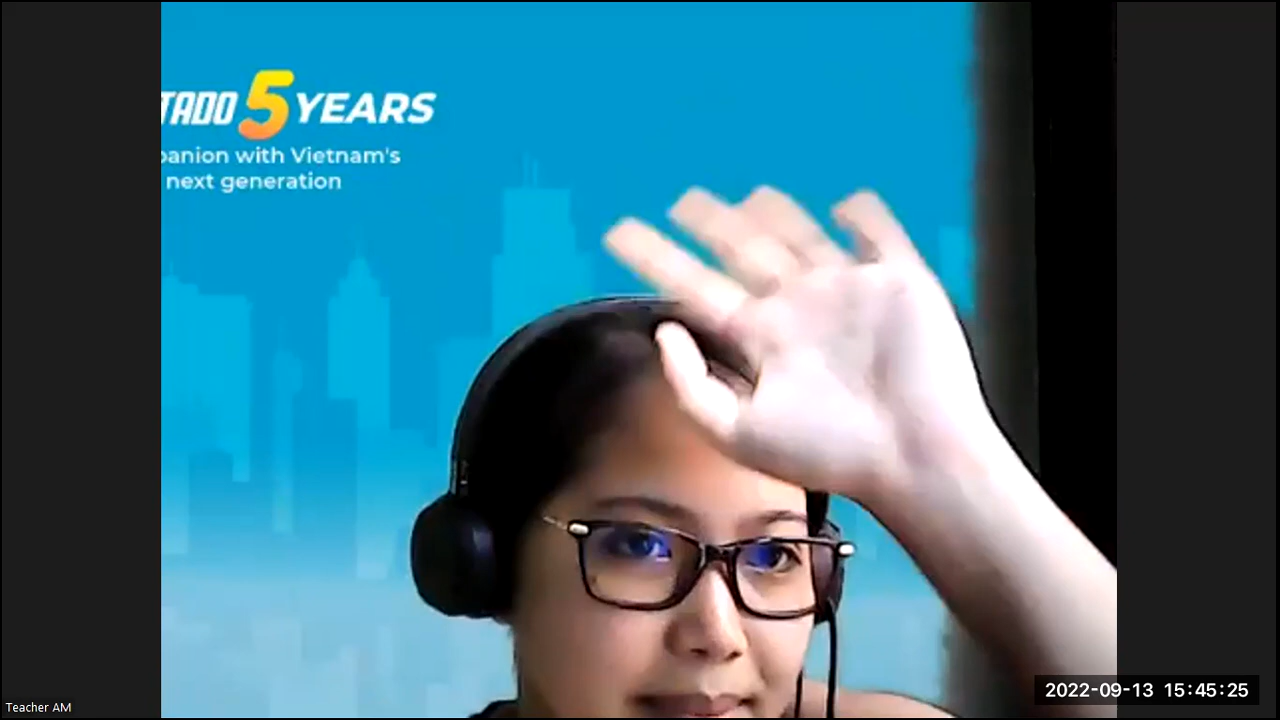 TADO 5 YEARS
panion with Vietnam's
next generation
Teacher AM
2022-09-13 15:45:25